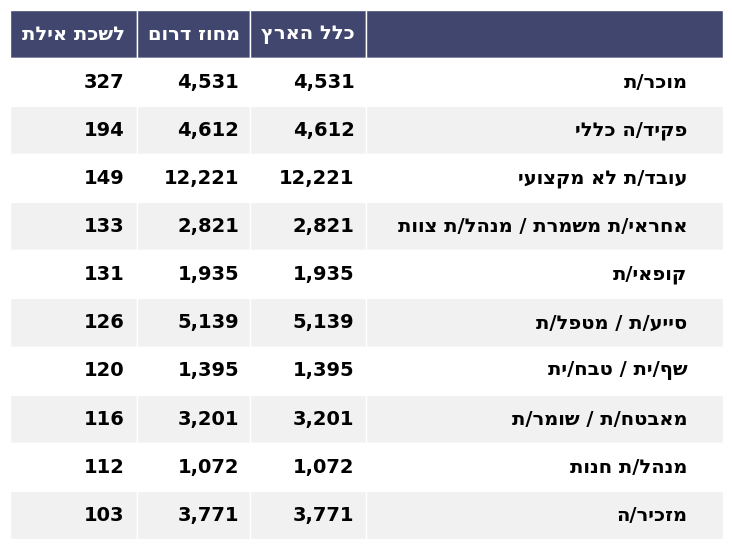 כלל הארץ מחוז דרום לשכת אילת
מוכר/ת 4,531 4,531 327
פקיד/ה כללי 4,612 4,612 194
עובד/ת לא מקצועי 12,221 12,221 149
אחראי/ת משמרת / מנהל/ת צוות 2,821 2,821 133
קופאי/ת 1,935 1,935 131
סייע/ת / מטפל/ת 5,139 5,139 126
שף/ית / טבח/ית 1,395 1,395 120
מאבטח/ת / שומר/ת 3,201 3,201 116
מנהל/ת חנות 1,072 1,072 112
מזכיר/ה 3,771 3,771 103